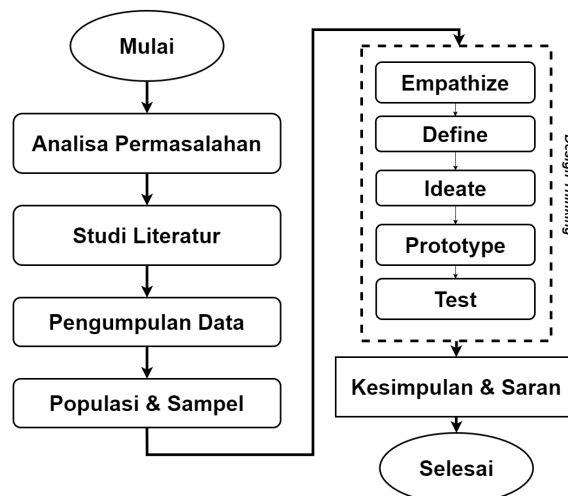 Mulai
Analisa Permasalahan
Studi Literatur
Pengumpulan Data
Populasi & Sampel
Empathize
Define
Ideate
Prototype
Test
Design Thinking
Kesimpulan & Saran
Selesai